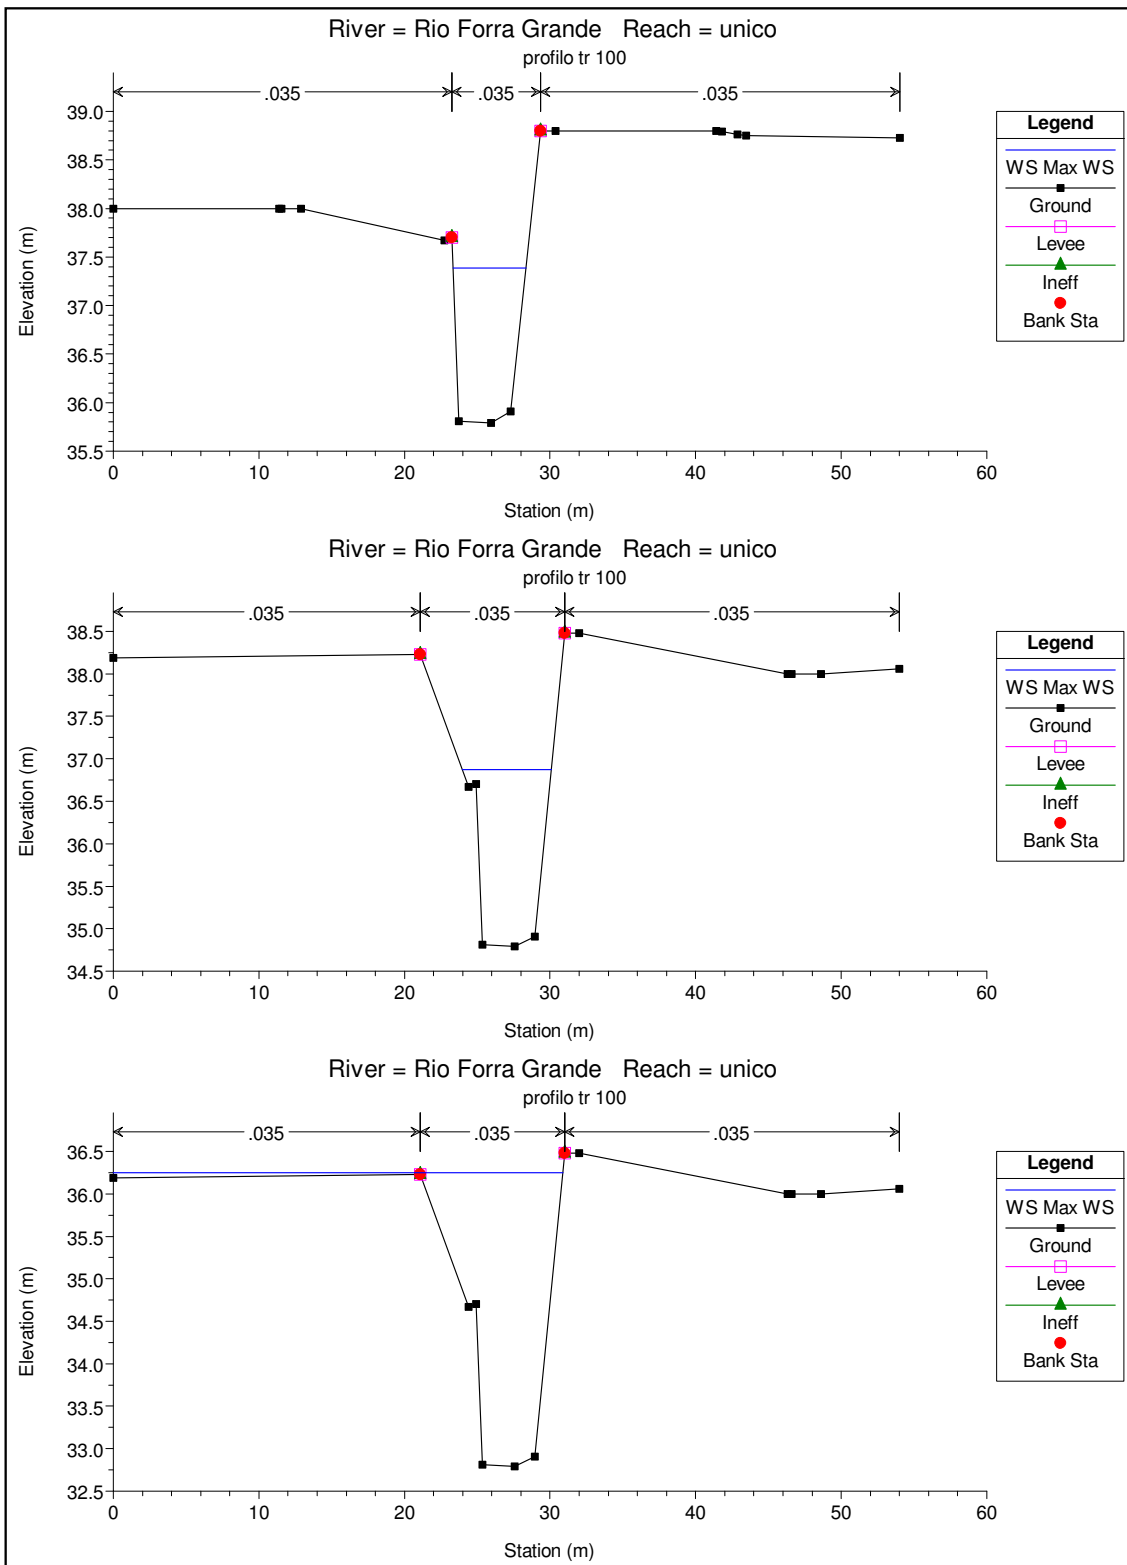 River = Rio Forra Grande Reach = unico
profilo tr 100
.035 .035 .035
39.0
38.5
38.0
37.5
37.0
36.5
36.0
35.5
Elevation (m)
0 10 20 30 40 50 60
Station (m)
Legend
WS Max WS
Ground
Levee
Ineff
Bank Sta
River = Rio Forra Grande Reach = unico
profilo tr 100
.035 .035 .035
38.5
38.0
37.5
37.0
36.5
36.0
35.5
35.0
34.5
Elevation (m)
0 10 20 30 40 50 60
Station (m)
Legend
WS Max WS
Ground
Levee
Ineff
Bank Sta
River = Rio Forra Grande Reach = unico
profilo tr 100
.035 .035 .035
36.5
36.0
35.5
35.0
34.5
34.0
33.5
33.0
32.5
Elevation (m)
0 10 20 30 40 50 60
Station (m)
Legend
WS Max WS
Ground
Levee
Ineff
Bank Sta